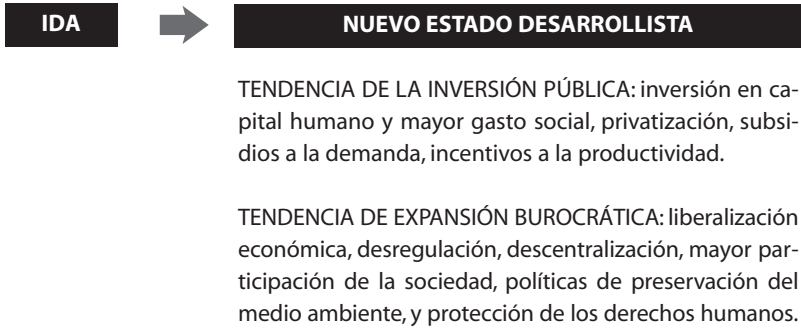 IDA
NUEVO ESTADO DESARROLLISTA
TENDENCIA DE LA INVERSIÓN PÚBLICA: inversión en ca-
pital humano y mayor gasto social, privatización, subsi-
dios a la demanda, incentivos a la productividad.
TENDENCIA DE EXPANSIÓN BUROCRÁTICA: liberalización
económica, desregulación, descentralización, mayor par-
ticipación de la sociedad, políticas de preservación del
medio ambiente, y protección de los derechos humanos.